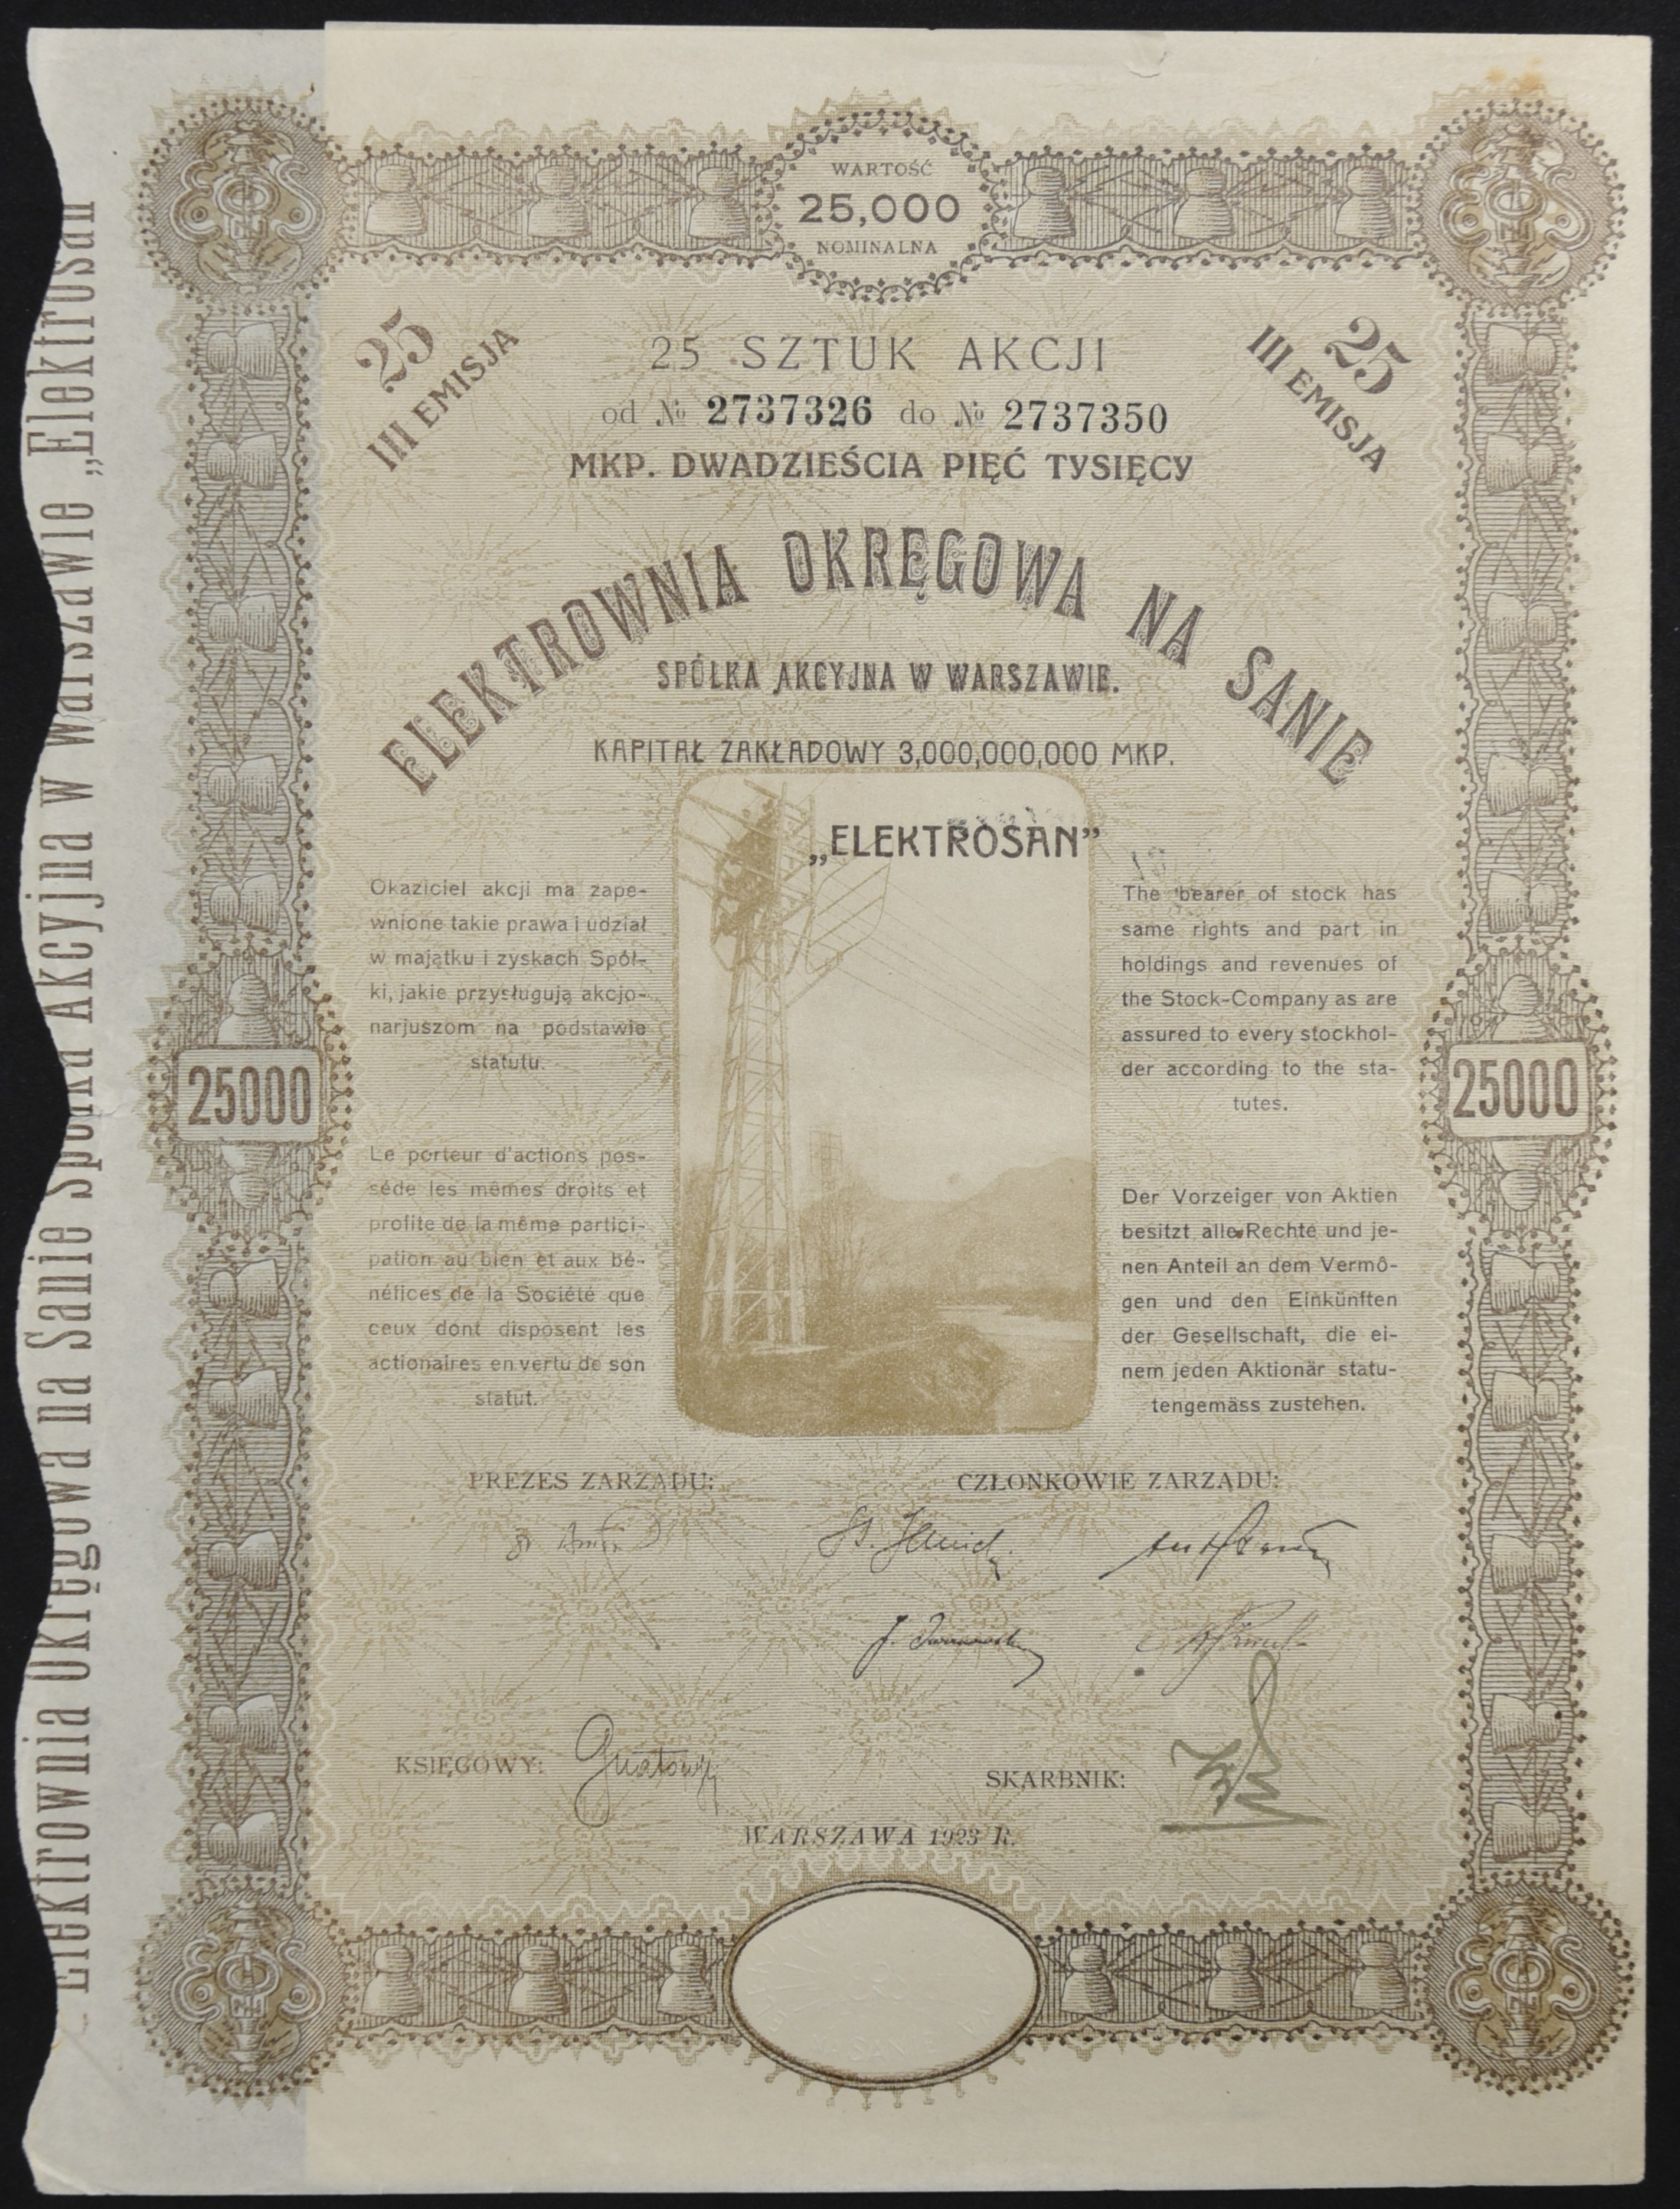 WARTOŚĆ
25,000
NOMINALNA
25
III EMISJA
25
III EMISJA
25 SZTUK AKCJI
od № 2737326 do № 2737350
MKP. DWADZIEŚCIA PIĘĆ TYSIĘCY
ELEKTROWNIA OKRĘGOWA NA SANIE
SPÓŁKA AKCYJNA W WARSZAWIE.
KAPITAŁ ZAKŁADOWY 3,000,000,000 MKP.
„ELEKTROSAN”
Okaziciel akcji ma zape-
wnione takie prawa i udział
w majątku i zyskach Spół-
ki, jakie przysługują akcjo-
narjuszom na podstawie
statutu.
Le porteur d'actions pos-
séde les mêmes droits et
profite de la même partici-
pation au bien et aux bé-
néfices de la Société que
ceux dont disposent les
actionaires en vertu de son
statut.
The bearer of stock has
same rights and part in
holdings and revenues of
the Stock-Company as are
assured to every stockhol-
der according to the sta-
tutes.
Der Vorzeiger von Aktien
besitzt alle Rechte und je-
nen Anteil an dem Vermô-
gen und den Einkünften
der Gesellschaft, die ei-
nem jeden Aktionär statu-
tengemäss zustehen.
25000
25000
PREZES ZARZĄDU:
CZŁONKOWIE ZARZĄDU:
KSIĘGOWY:
SKARBNIK:
WARSZAWA 1923 R.
Elektrownia Okręgowa na Sanie Spółka Akcyjna w Warszawie „Elektrosan